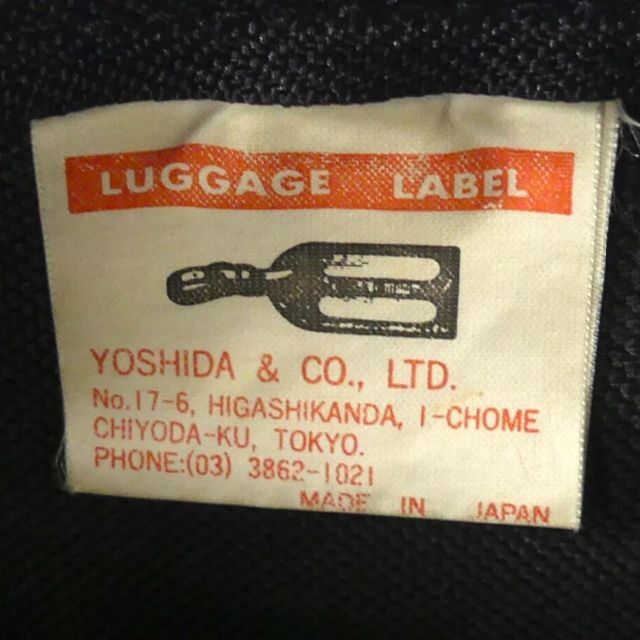 LUGGAGE LABEL
YOSHIDA & CO., LTD.
No.17-6, HIGASHIKANDA, 1-CHOME
CHIYODA-KU, TOKYO.
PHONE:(03) 3862-1021
MADE IN JAPAN